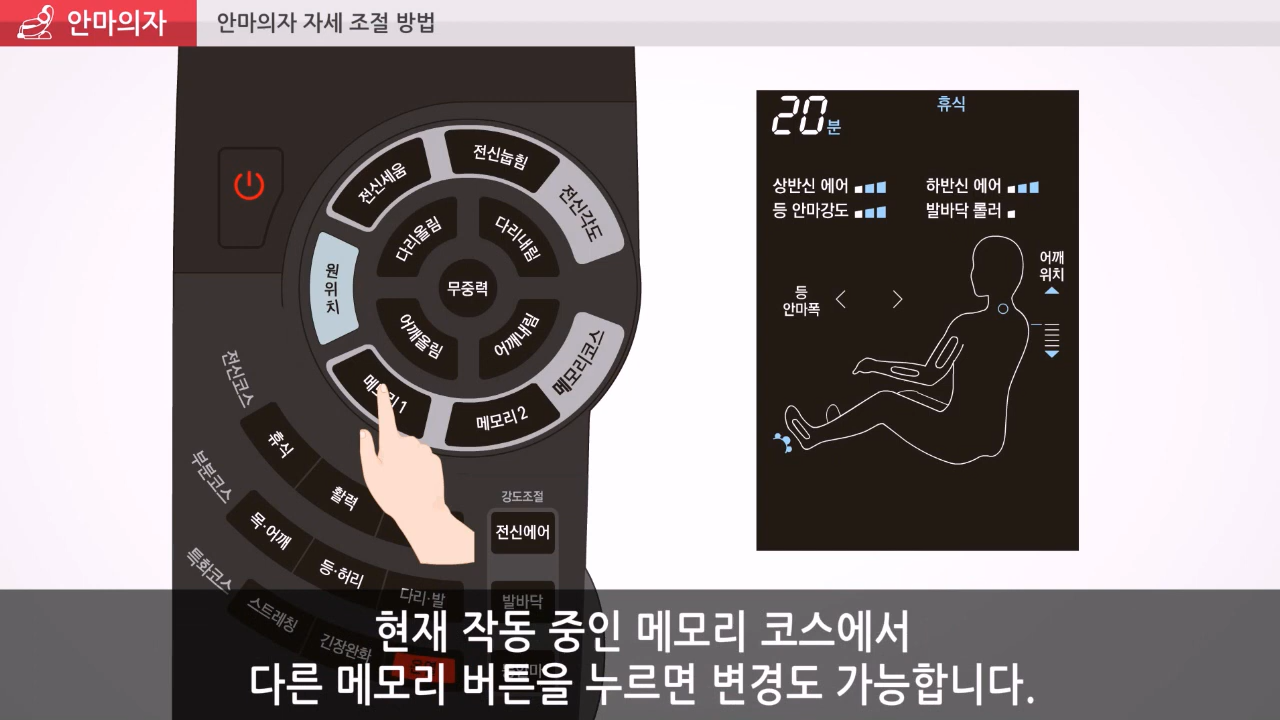 안마의자
안마의자 자세 조절 방법
전신세움
전신눕힘
전신각도
다리올림
다리내림
원위치
무중력
어깨올림
어깨내림
메모리1
메모리2
메모리코스
전신코스
휴식
활력
부분코스
목·어깨
등·허리
다리·발
특화코스
스트레칭
긴장완화
강도조절
전신에어
발바닥
20분
휴식
상반신 에어
하반신 에어
등 안마강도
발바닥 롤러
어깨
위치
등
안마폭
현재 작동 중인 메모리 코스에서
다른 메모리 버튼을 누르면 변경도 가능합니다.